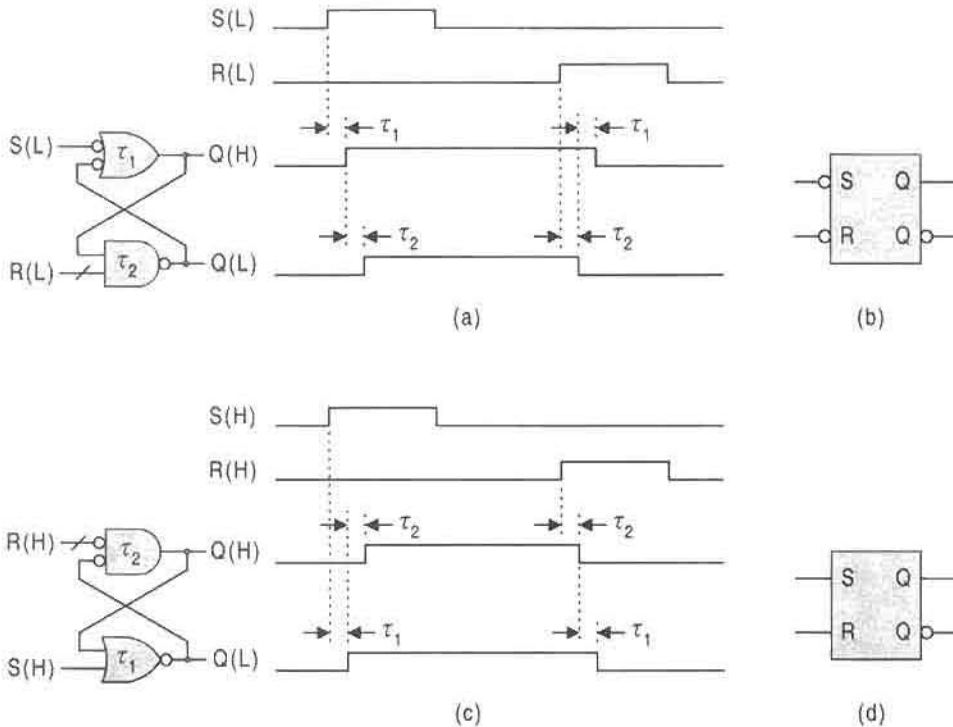 S(L)
R(L)
τ1
τ1
S(L)
τ1
Q(H)
S Q
τ2
τ2
R Q
τ2
R(L)
Q(L)
(a)
(b)
S(H)
R(H)
τ2
τ2
R(H)
τ2
Q(H)
S Q
τ1
τ1
R Q
τ1
S(H)
Q(L)
(c)
(d)